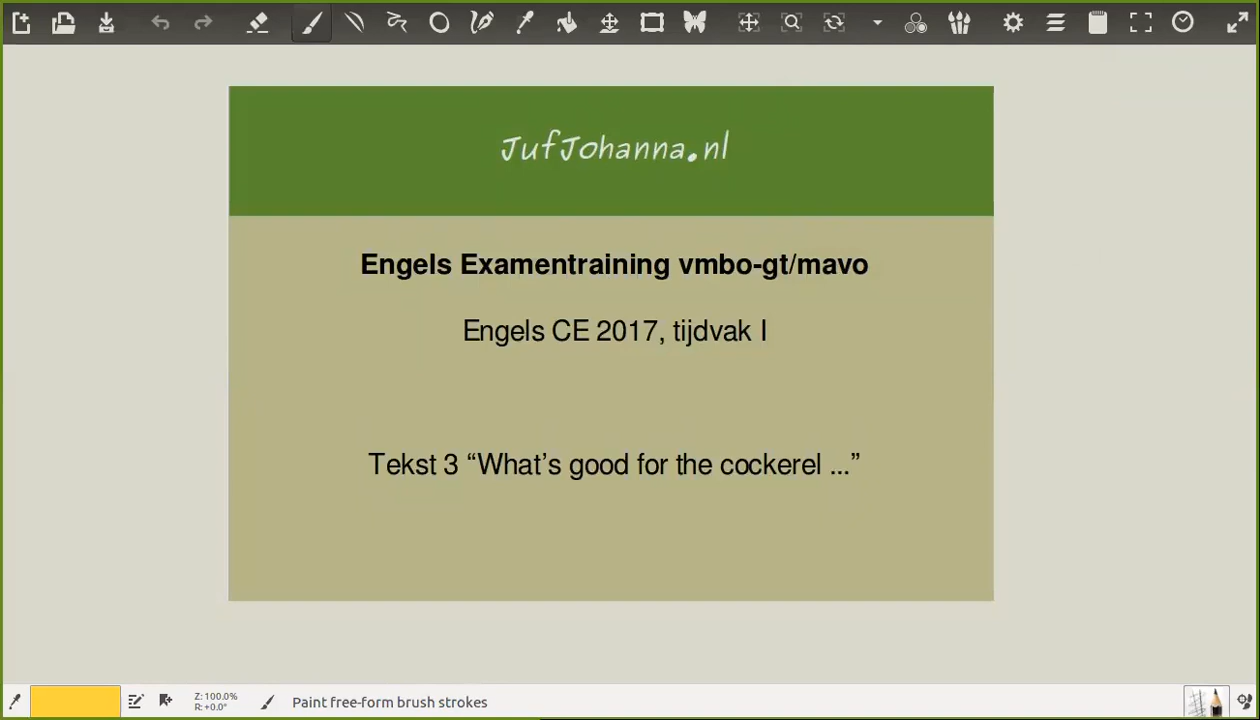 JufJohanna.nl
Engels Examentraining vmbo-gt/mavo
Engels CE 2017, tijdvak I
Tekst 3 “What’s good for the cockerel ...”
Z: 100.0%
R: +0.0°
Paint free-form brush strokes